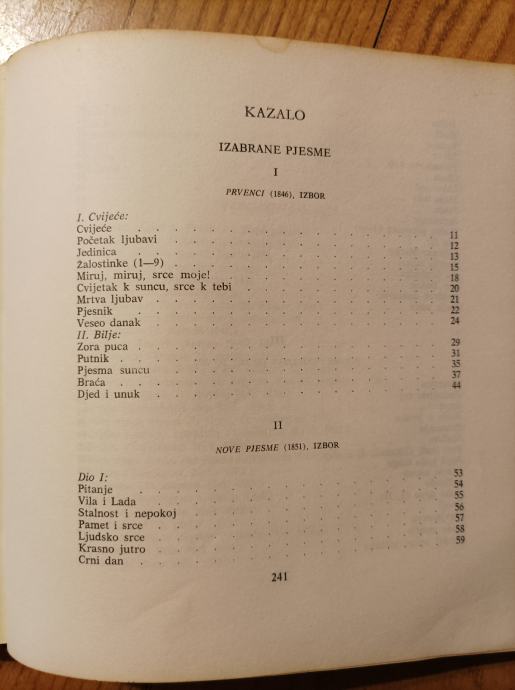 KAZALO
IZABRANE PJESME
I
PRVENCI (1846), IZBOR
I. Cvijeće:
Cvijeće . . . . . . . . . . . . . 11
Početak ljubavi . . . . . . . . . . . . 12
Jedinica . . . . . . . . . . . . . 13
Žalostinke (1—9) . . . . . . . . . . . . 15
Miruj, miruj, srce moje! . . . . . . . . . . 18
Cvijetak k suncu, srce k tebi . . . . . . . . . 20
Mrtva ljubav . . . . . . . . . . . . . 21
Pjesnik . . . . . . . . . . . . . 22
Veseo danak . . . . . . . . . . . . . 24
II. Bilje:
Zora puca . . . . . . . . . . . . . 29
Putnik . . . . . . . . . . . . . . 31
Pjesma suncu . . . . . . . . . . . . 35
Braća . . . . . . . . . . . . . . 37
Djed i unuk . . . . . . . . . . . . . 44
II
NOVE PJESME (1851), IZBOR
Dio I:
Pitanje . . . . . . . . . . . . . 53
Vila i Lada . . . . . . . . . . . . . 54
Stalnost i nepokoj . . . . . . . . . . . 55
Pamet i srce . . . . . . . . . . . . . 56
Ljudsko srce . . . . . . . . . . . . . 57
Krasno jutro . . . . . . . . . . . . . 58
Crni dan . . . . . . . . . . . . . 59
241